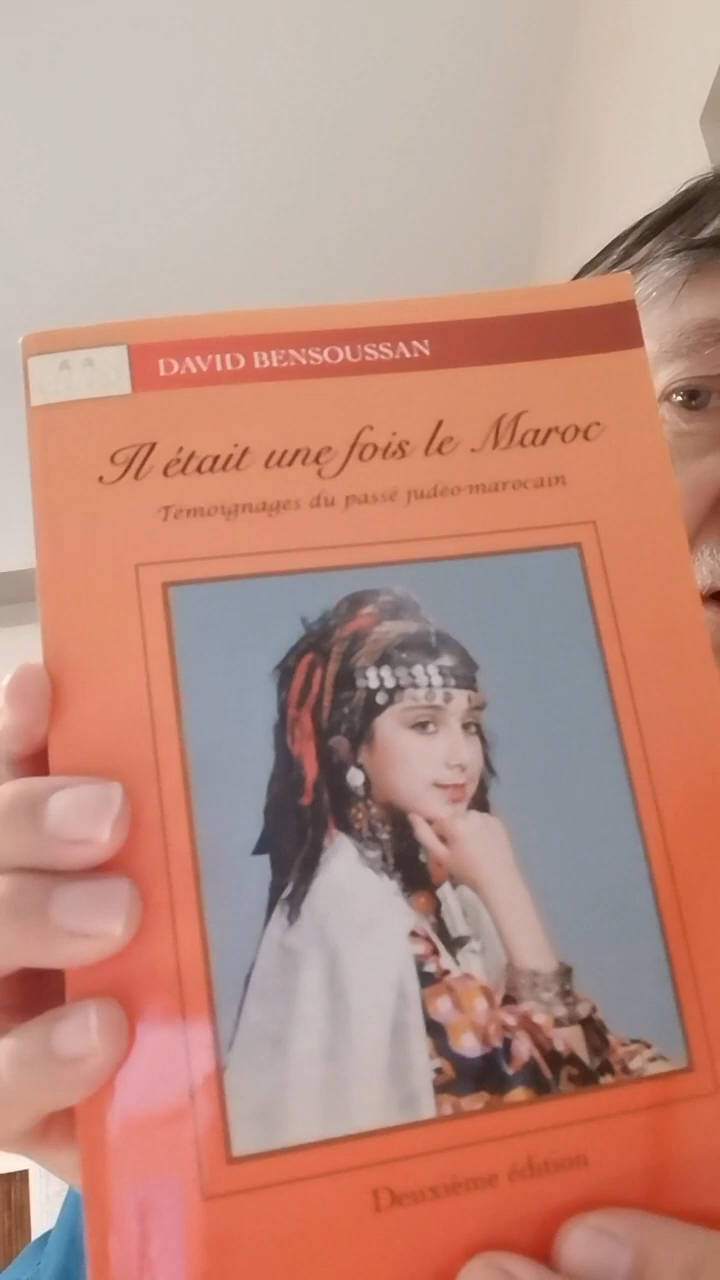 DAVID BENSOUSSAN
Il était une fois le Maroc
Témoignages du passé judéo-marocain
Deuxième édition